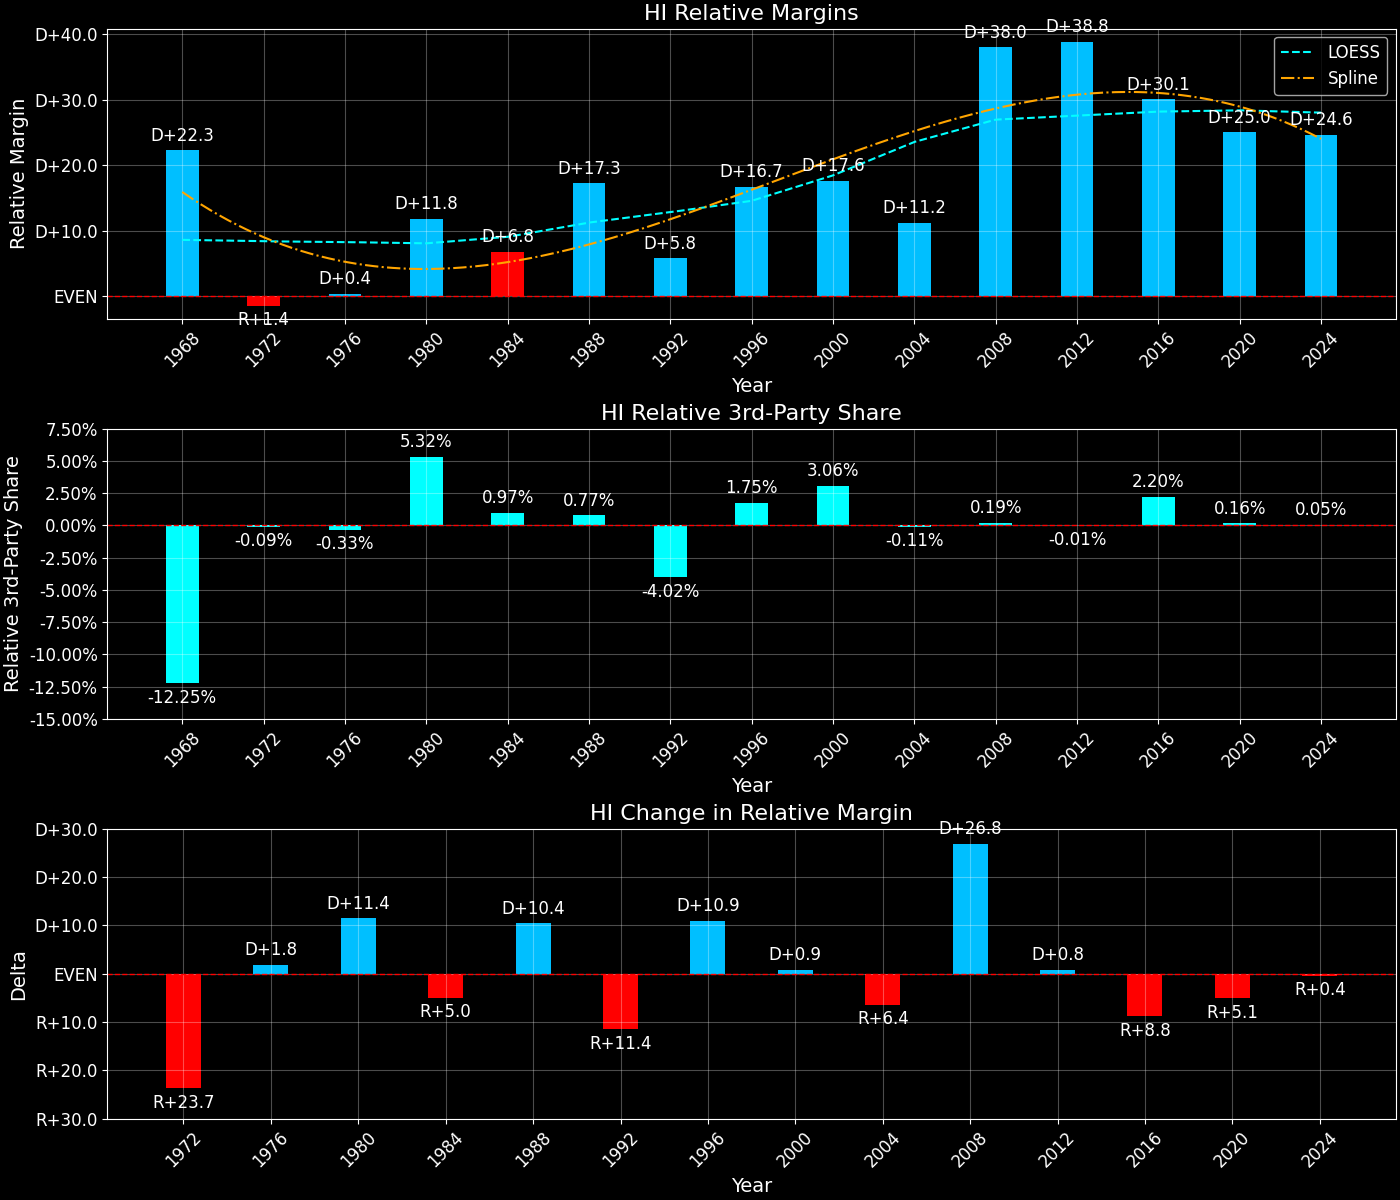 HI Relative Margins
Relative Margin
D+40.0
D+30.0
D+20.0
D+10.0
EVEN
D+22.3
R+1.4
D+0.4
D+11.8
D+6.8
D+17.3
D+5.8
D+16.7
D+17.6
D+11.2
D+38.0
D+38.8
D+30.1
D+25.0
D+24.6
LOESS
Spline
1968 1972 1976 1980 1984 1988 1992 1996 2000 2004 2008 2012 2016 2020 2024
Year
HI Relative 3rd-Party Share
Relative 3rd-Party Share
7.50%
5.00%
2.50%
0.00%
-2.50%
-5.00%
-7.50%
-10.00%
-12.50%
-15.00%
-12.25%
-0.09%
-0.33%
5.32%
0.97%
0.77%
-4.02%
1.75%
3.06%
-0.11%
0.19%
-0.01%
2.20%
0.16%
0.05%
1968 1972 1976 1980 1984 1988 1992 1996 2000 2004 2008 2012 2016 2020 2024
Year
HI Change in Relative Margin
Delta
D+30.0
D+20.0
D+10.0
EVEN
R+10.0
R+20.0
R+30.0
R+23.7
D+1.8
D+11.4
R+5.0
D+10.4
R+11.4
D+10.9
D+0.9
R+6.4
D+26.8
D+0.8
R+8.8
R+5.1
R+0.4
1972 1976 1980 1984 1988 1992 1996 2000 2004 2008 2012 2016 2020 2024
Year